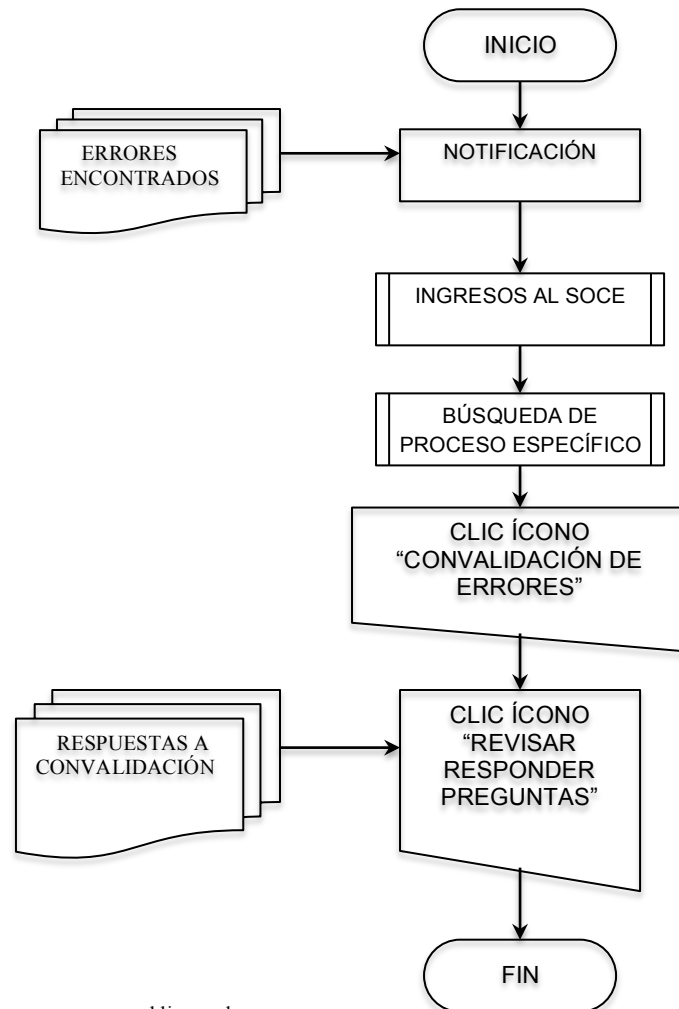 INICIO
ERRORES
ENCONTRADOS
NOTIFICACIÓN
INGRESOS AL SOCE
BÚSQUEDA DE
PROCESO ESPECÍFICO
CLIC ÍCONO
“CONVALIDACIÓN DE
ERRORES”
RESPUESTAS A
CONVALIDACIÓN
CLIC ÍCONO
“REVISAR
RESPONDER
PREGUNTAS”
FIN